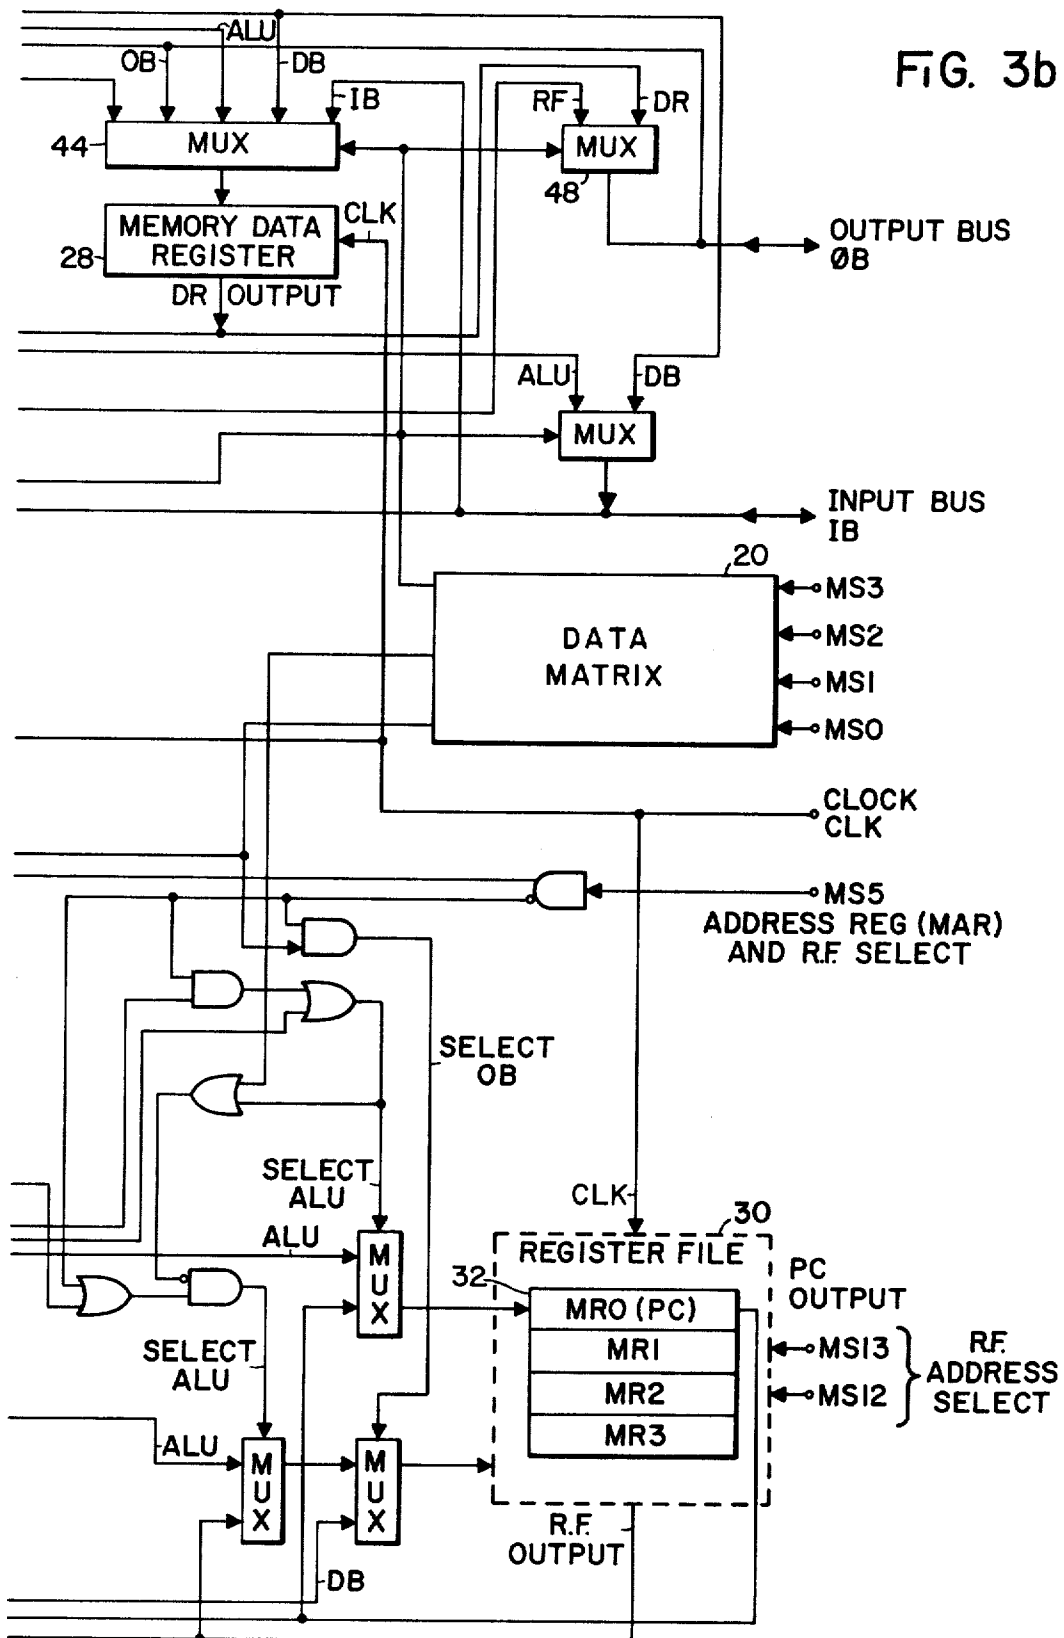 FIG. 3b
ALU
OB
DB
IB
RF
DR
44
MUX
MUX
48
CLK
MEMORY DATA
REGISTER
28
DR OUTPUT
OUTPUT BUS
ØB
ALU
DB
MUX
INPUT BUS
IB
20
DATA
MATRIX
MS3
MS2
MS1
MS0
CLOCK
CLK
MS5
ADDRESS REG (MAR)
AND R.F. SELECT
SELECT
OB
SELECT
ALU
CLK
ALU
MUX
30
REGISTER FILE
32
MR0 (PC)
MR1
MR2
MR3
PC
OUTPUT
MS13
MS12
R.F.
ADDRESS
SELECT
SELECT
ALU
ALU
MUX
MUX
DB
R.F.
OUTPUT